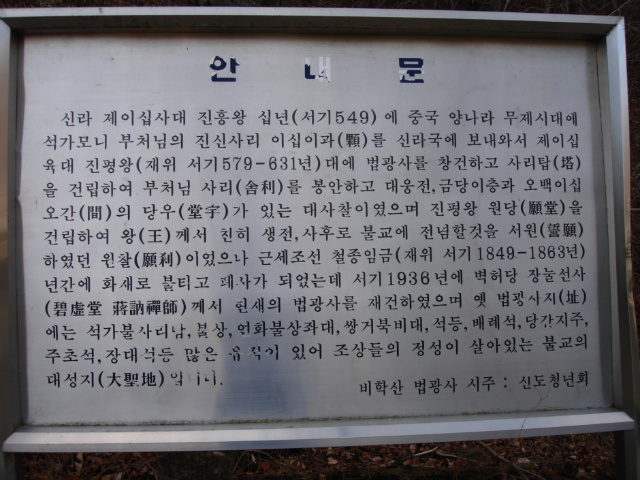 안 내 문
신라 제이십사대 진흥왕 십년(서기549)에 중국 양나라 무제시대에
석가모니 부처님의 진신사리 이십이과(顆)를 신라국에 보내와서 제이십
육대 진평왕(재위 서기579-631년)대에 법광사를 창건하고 사리탑(塔)
을 건립하여 부처님 사리(舍利)를 봉안하고 대웅전,금당이층과 오백이십
오간(間)의 당우(堂宇)가 있는 대사찰이였으며 진평왕 원당(願堂)을
건립하여 왕(王)께서 친히 생전,사후로 불교에 전념할것을 서원(誓願)
하였던 원찰(願刹)이였으나 근세조선 철종임금(재위 서기1849-1863년)
년간에 화재로 불타고 폐사가 되었는데 서기1936년에 벽허당 장눌선사
(碧虛堂 蔣訥禪師)께서 현재의 법광사를 재건하였으며 옛 법광사지(址)
에는 석가불사리탑,불상,연화불상좌대,쌍거북비대,석등,배례석,당간지주,
주초석,장대석등 많은 유적이 있어 조상들의 정성이 살아있는 불교의
대성지(大聖地)입니다.
비학산 법광사 시주 : 신도청년회